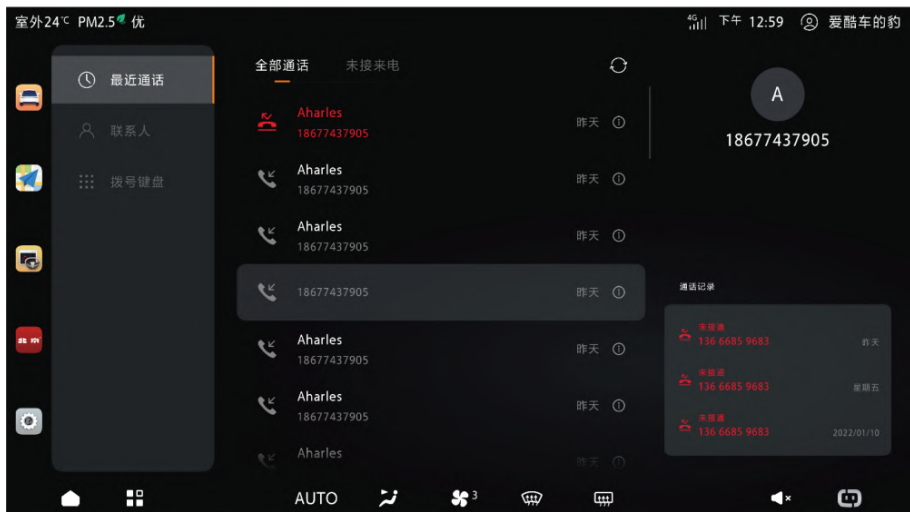 室外24℃ PM2.5 优
4G 下午 12:59 爱酷车的豹
最近通话
联系人
拨号键盘
北京
全部通话 未接来电
Aharles
18677437905
昨天
Aharles
18677437905
昨天
Aharles
18677437905
昨天
18677437905
昨天
Aharles
18677437905
昨天
Aharles
18677437905
昨天
Aharles
昨天
A
18677437905
通话记录
未接通
136 6685 9683
昨天
未接通
136 6685 9683
星期五
未接通
136 6685 9683
2022/01/10
AUTO 3